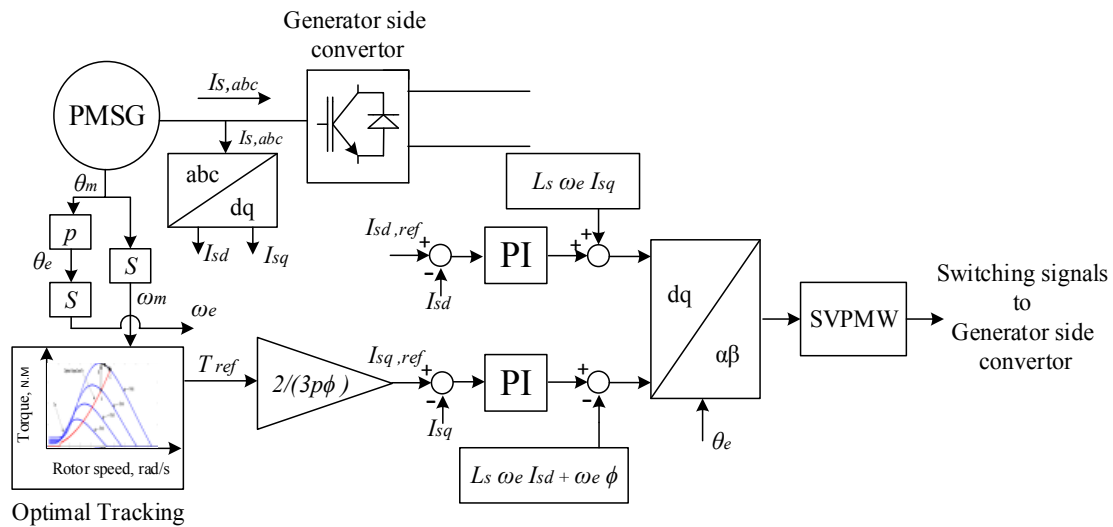 Generator side
convertor
PMSG
Is,abc
Is,abc
abc
dq
Isd
Isq
θm
p
θe
S
S
ωm
ωe
Ls ωe Isq
Isd,ref
+
-
Isd
PI
+
+
dq
αβ
θe
SVPMW
Switching signals
to
Generator side
convertor
Torque, N.M
Rotor speed, rad/s
Optimal Tracking
Tref
2/(3pϕ)
Isq,ref
+
-
Isq
PI
+
-
Ls ωe Isd + ωe ϕ